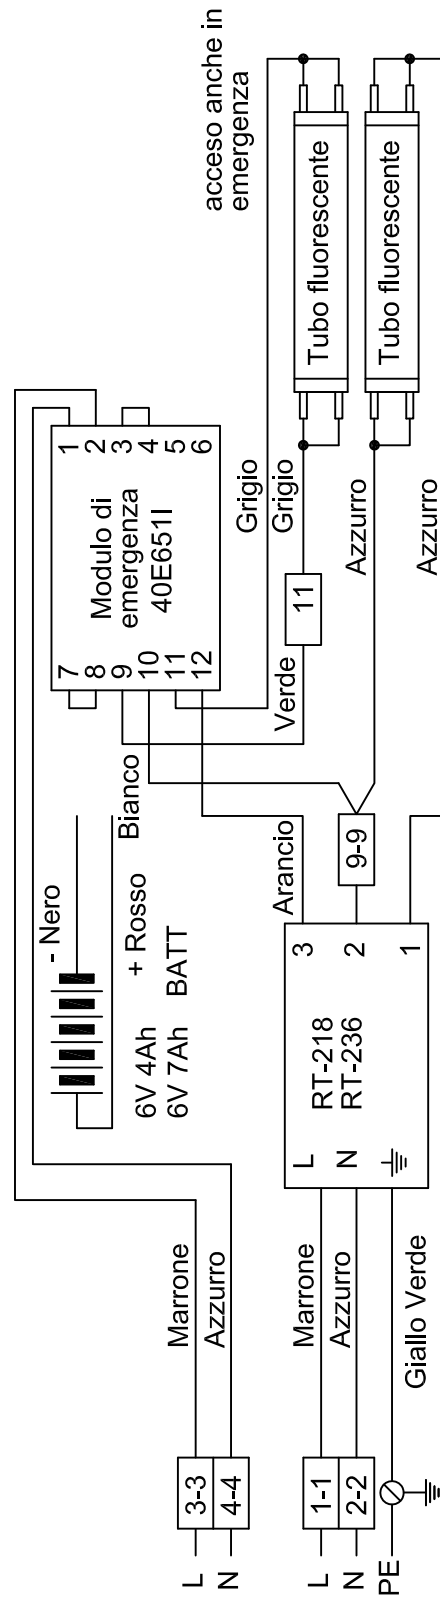 L
N
3-3
4-4
Marrone
Azzurro
L
N
PE
1-1
2-2
Marrone
Azzurro
Giallo Verde
- Nero
+ Rosso
6V 4Ah
6V 7Ah
BATT
L
N
RT-218
RT-236
3
2
1
Modulo di
emergenza
40E651I
7
8
9
10
11
12
1
2
3
4
5
6
Bianco
Verde
Arancio
9-9
11
Grigio
Grigio
Azzurro
Azzurro
acceso anche in
emergenza
Tubo fluorescente
Tubo fluorescente